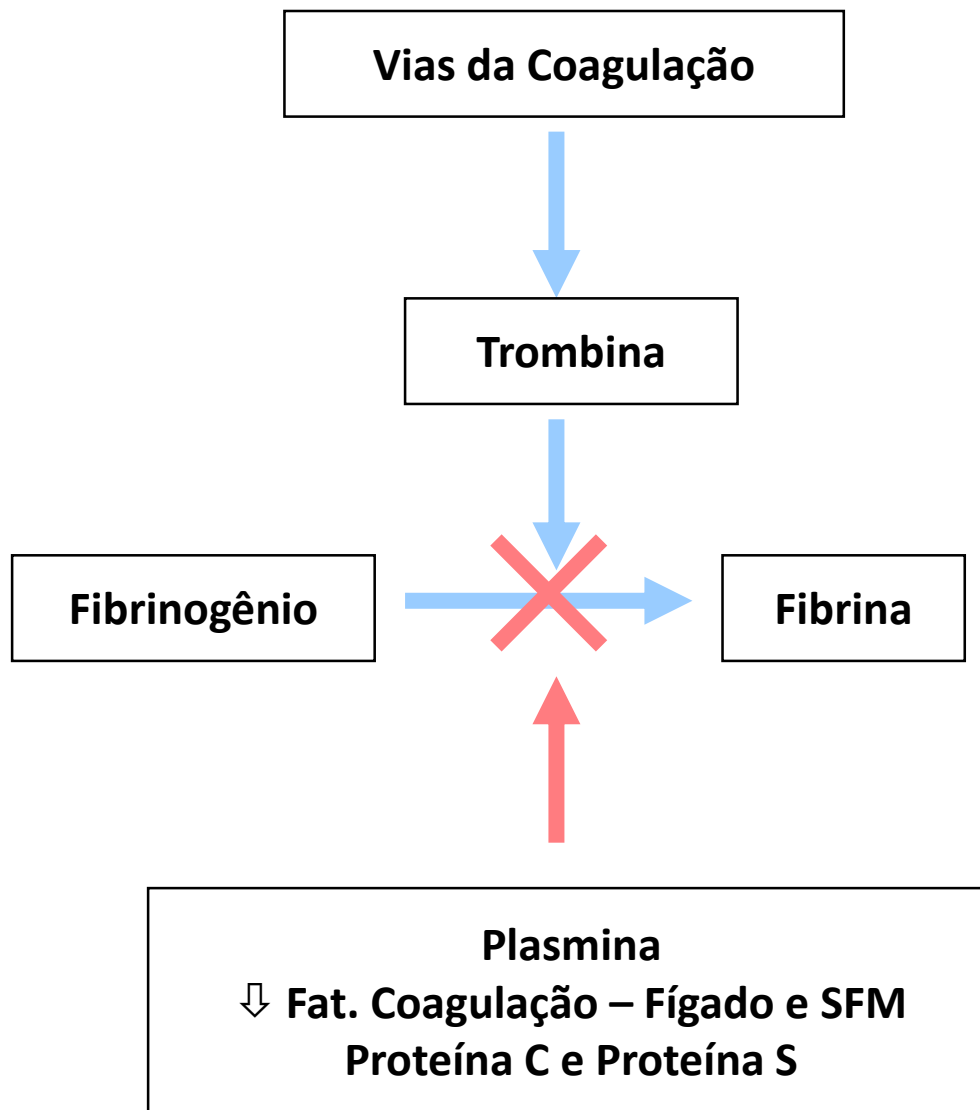 Vias da Coagulação
Trombina
Fibrinogênio
Fibrina
Plasmina
⇩ Fat. Coagulação – Fígado e SFM
Proteína C e Proteína S